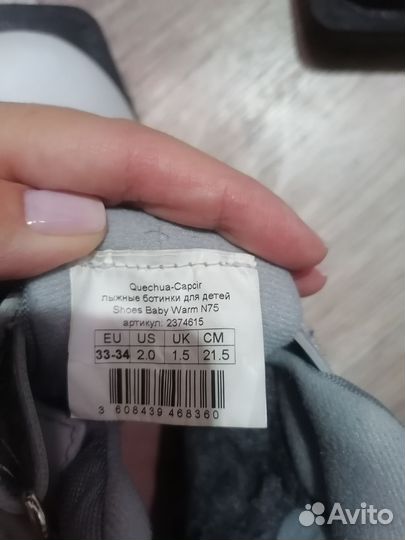 Quechua-Capcir
лыжные ботинки для детей
Shoes Baby Warm N75
артикул: 2374615
EU US UK CM
33-34 2.0 1.5 21.5
3 608439 468360
Avito